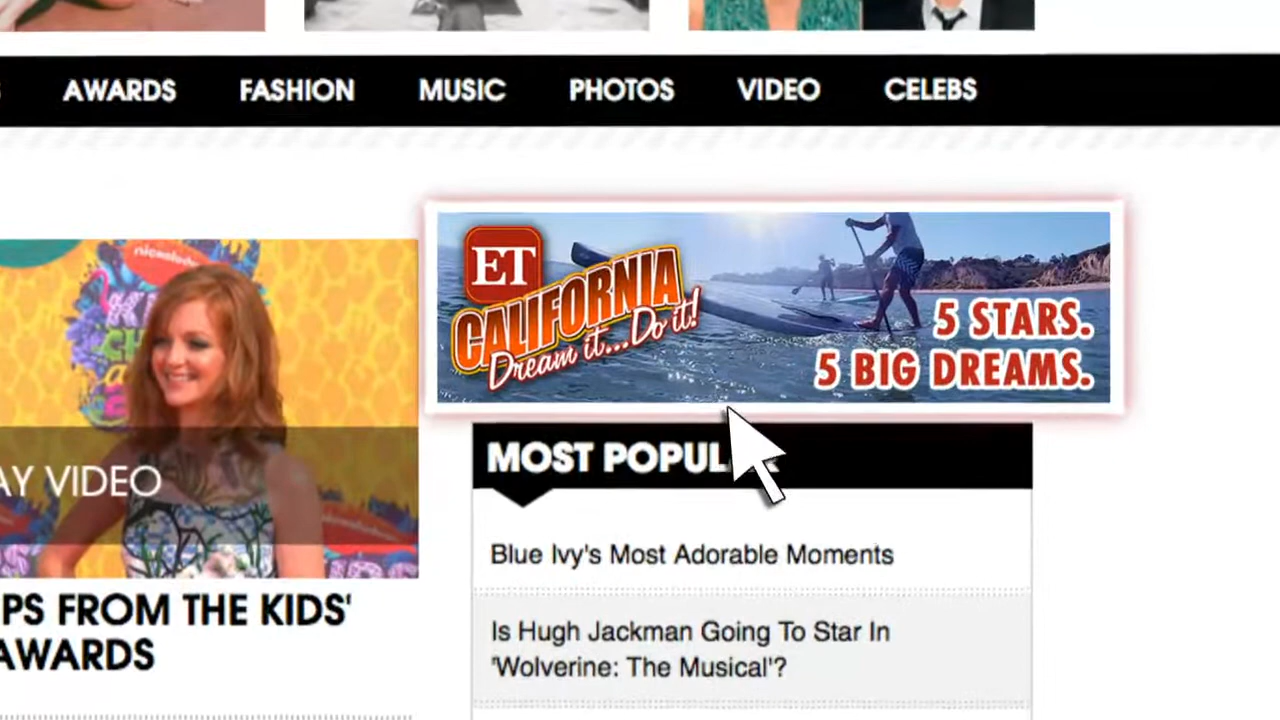 AWARDS FASHION MUSIC PHOTOS VIDEO CELEBS
nickelodeon
ET
CALIFORNIA
Dream it...Do it!
5 STARS.
5 BIG DREAMS.
AY VIDEO
MOST POPUL
Blue Ivy's Most Adorable Moments
PS FROM THE KIDS'
AWARDS
Is Hugh Jackman Going To Star In
'Wolverine: The Musical'?